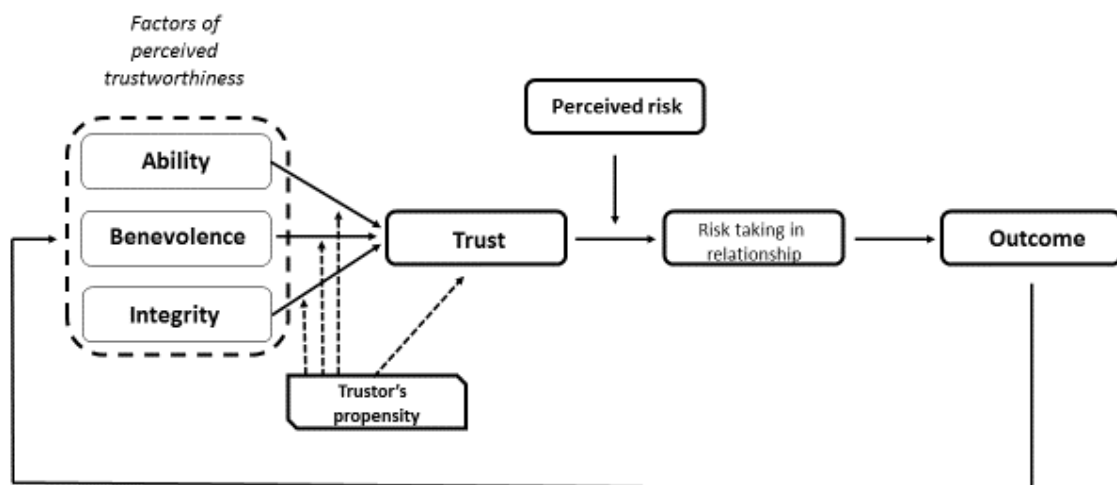 Factors of
perceived
trustworthiness
Perceived risk
Ability
Benevolence
Trust
Risk taking in
relationship
Outcome
Integrity
Trustor's
propensity